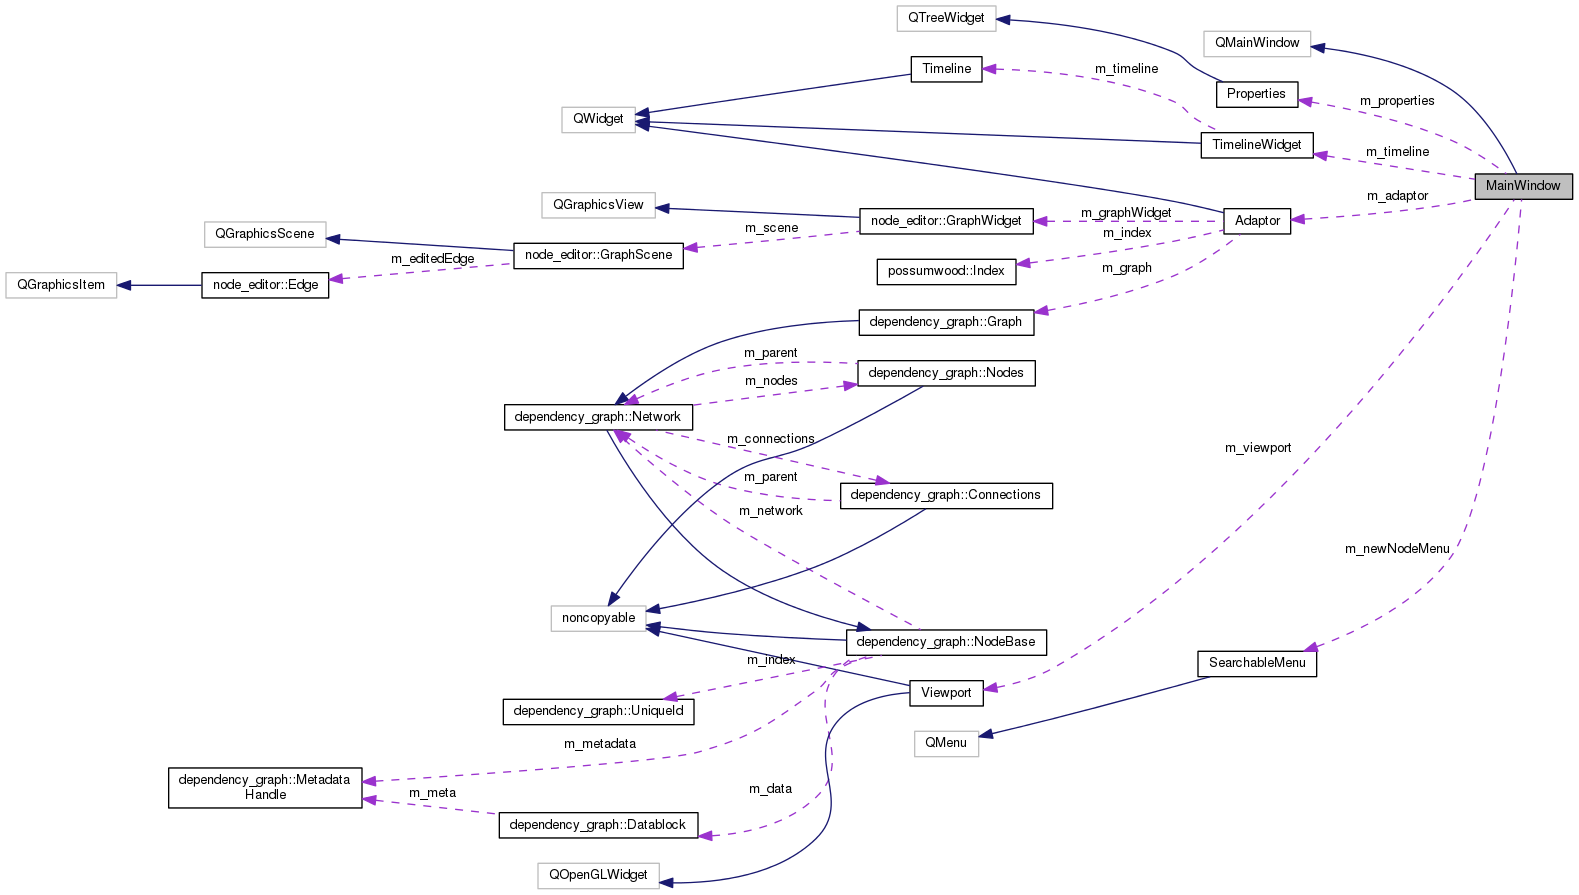 QTreeWidget
QMainWindow
Timeline
m_timeline
Properties
m_properties
QWidget
TimelineWidget
m_timeline
MainWindow
m_adaptor
QGraphicsView
m_graphWidget
node_editor::GraphWidget
Adaptor
QGraphicsScene
m_scene
m_index
node_editor::GraphScene
m_editedEdge
possumwood::Index
m_graph
QGraphicsItem
node_editor::Edge
dependency_graph::Graph
m_parent
dependency_graph::Nodes
m_nodes
dependency_graph::Network
m_connections
m_viewport
m_parent
dependency_graph::Connections
m_network
m_newNodeMenu
noncopyable
dependency_graph::NodeBase
m_index
SearchableMenu
Viewport
dependency_graph::UniqueId
m_metadata
QMenu
dependency_graph::Metadata
Handle
m_meta
m_data
dependency_graph::Datablock
QOpenGLWidget